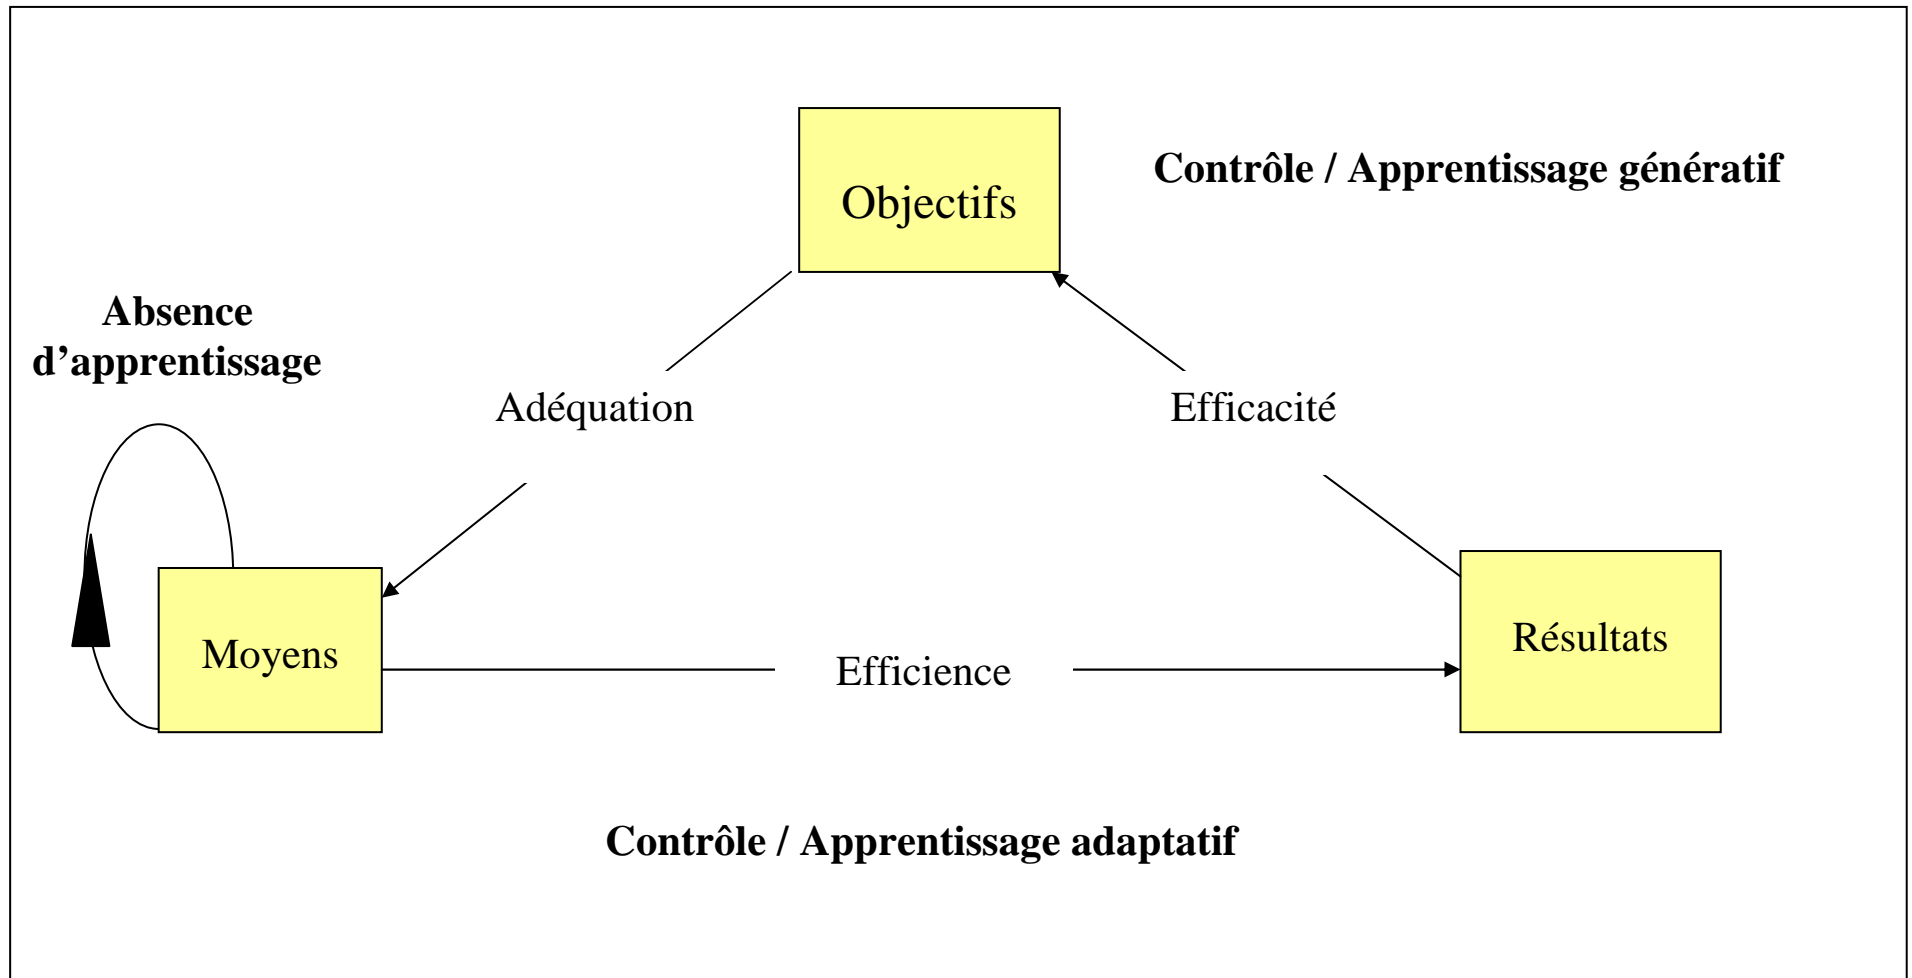 Objectifs
Contrôle / Apprentissage génératif
Absence
d’apprentissage
Adéquation
Efficacité
Moyens
Efficience
Résultats
Contrôle / Apprentissage adaptatif